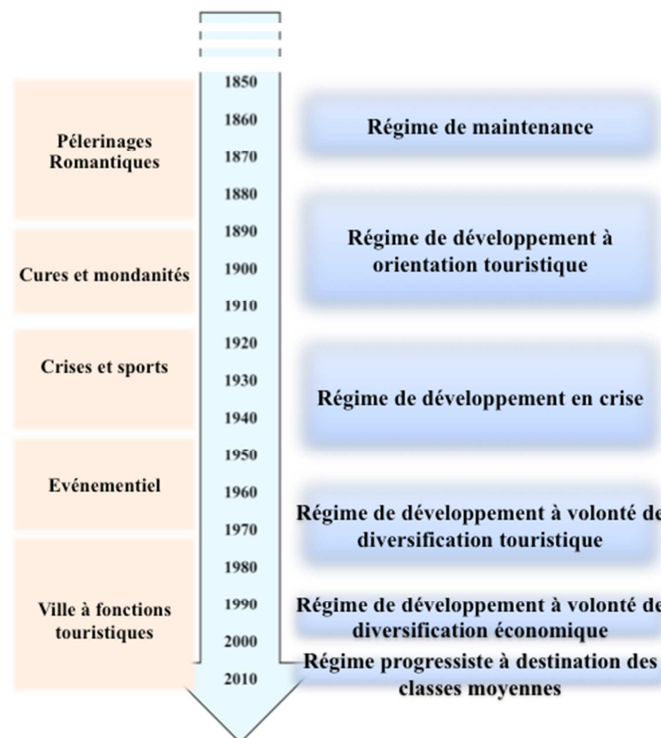 Pélerinages
Romantiques
Cures et mondanités
Crises et sports
Evénementiel
Ville à fonctions
touristiques
1850
1860
1870
1880
1890
1900
1910
1920
1930
1940
1950
1960
1970
1980
1990
2000
2010
Régime de maintenance
Régime de développement à
orientation touristique
Régime de développement en crise
Régime de développement à volonté de
diversification touristique
Régime de développement à volonté de
diversification économique
Régime progressiste à destination des
classes moyennes